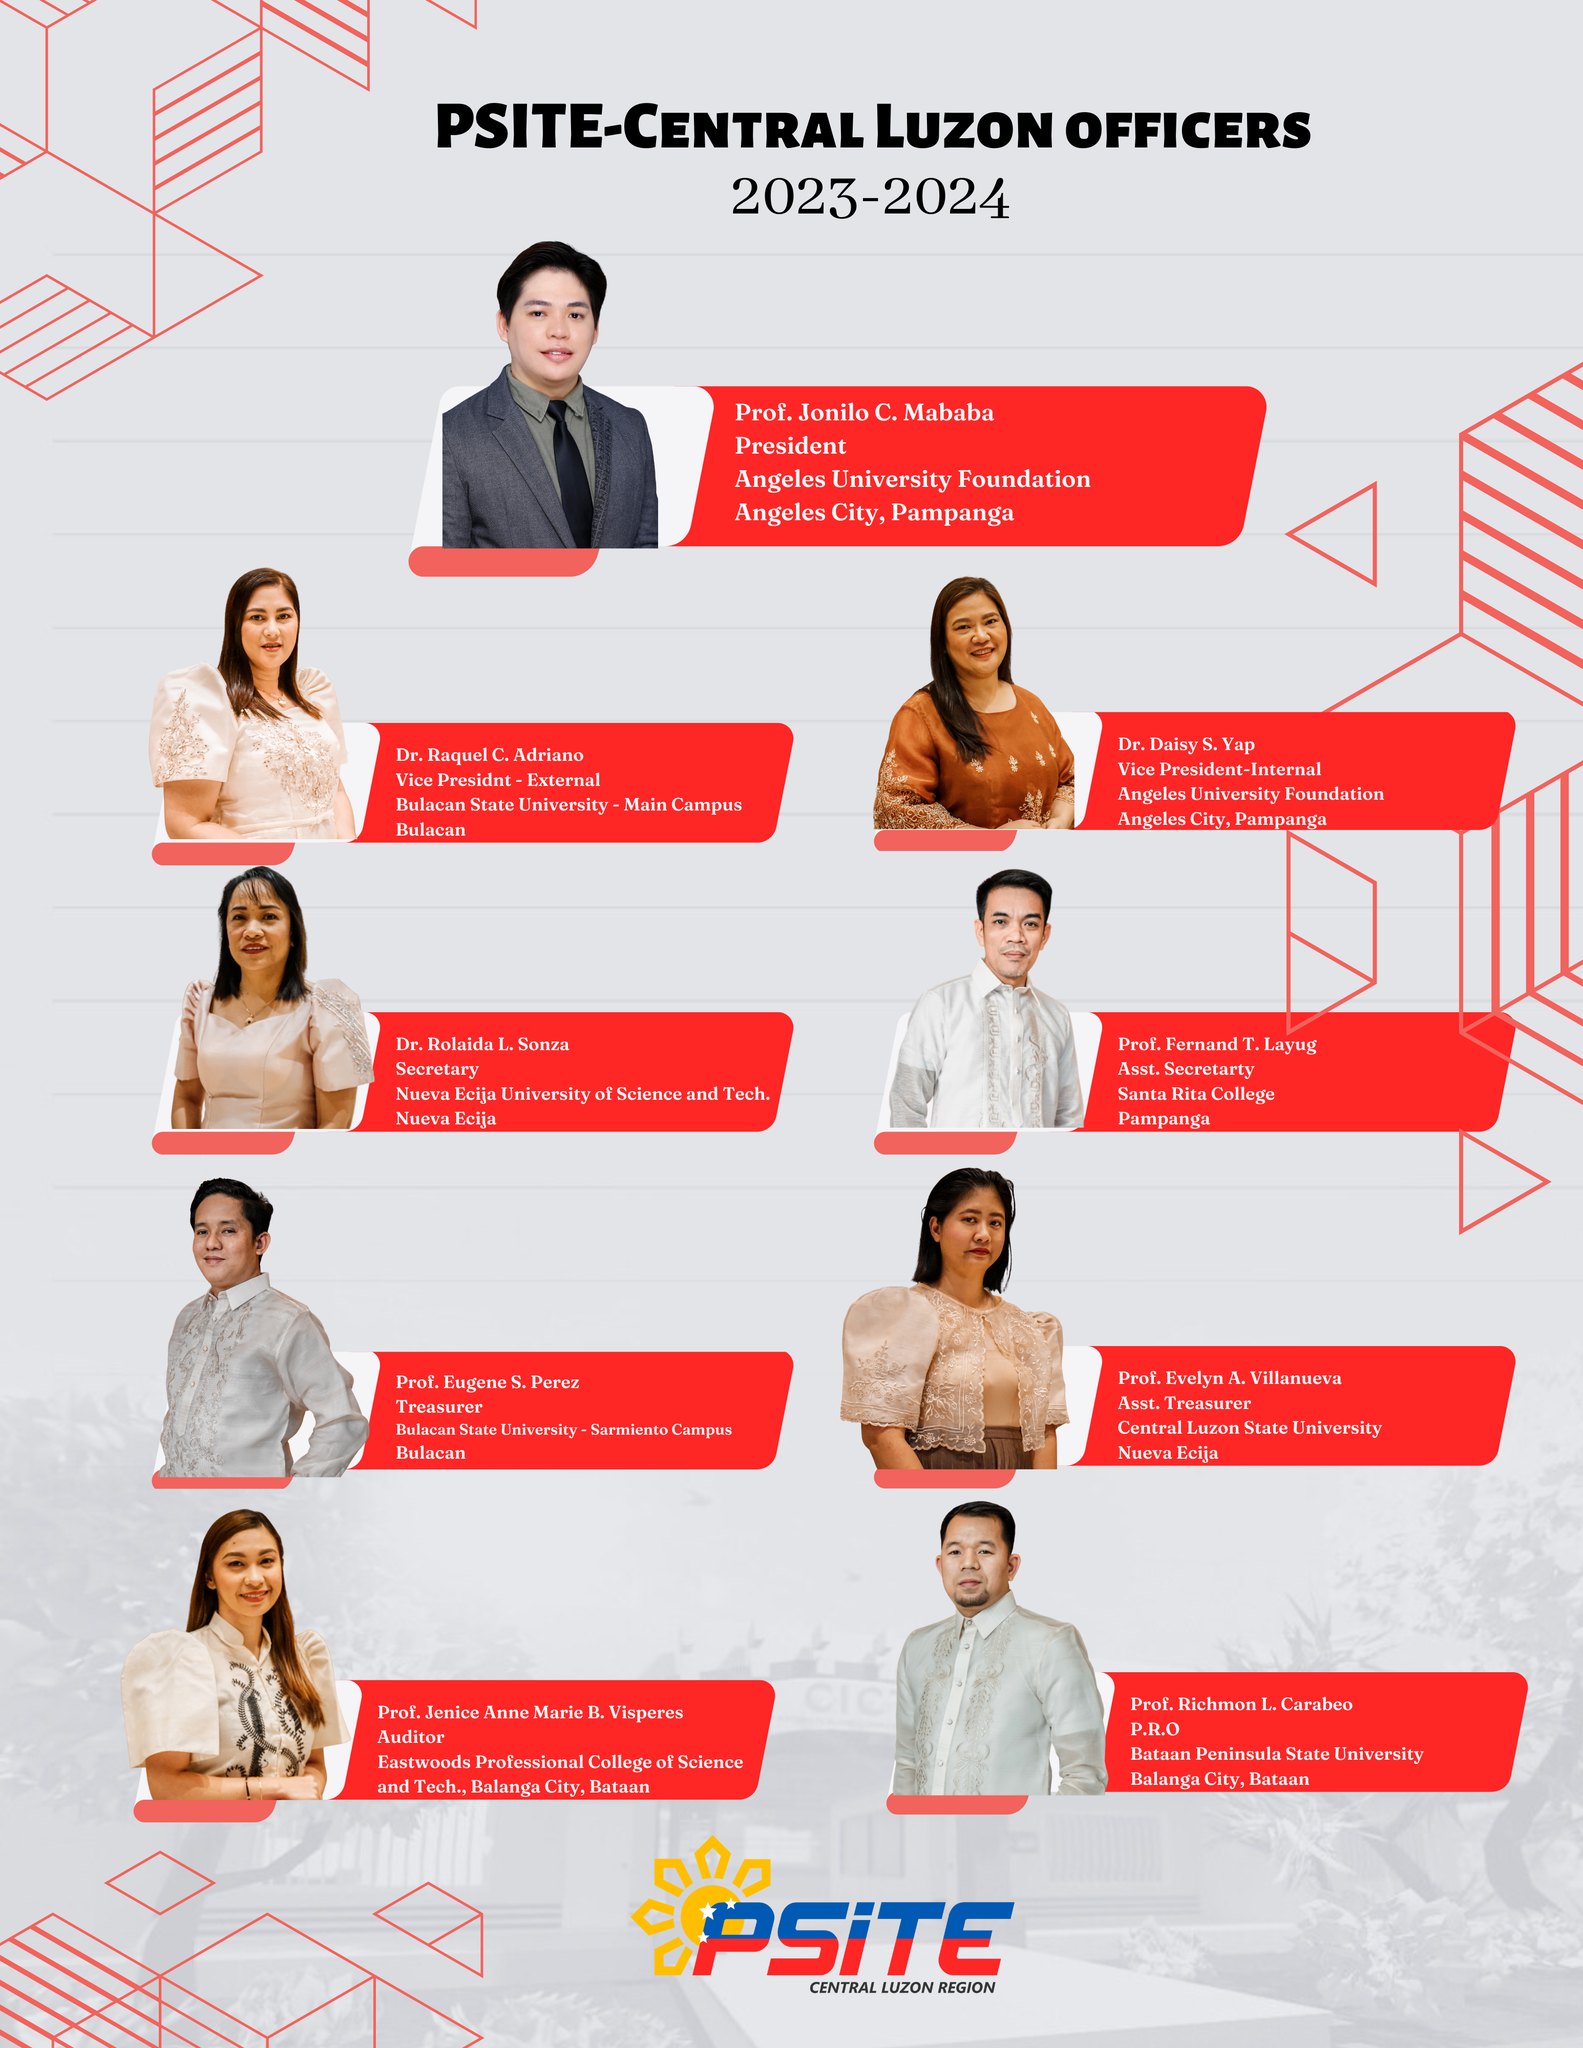 PSITE-Central Luzon officers
2023-2024
Prof. Jonilo C. Mababa
President
Angeles University Foundation
Angeles City, Pampanga
Dr. Raquel C. Adriano
Vice Presidnt - External
Bulacan State University - Main Campus
Bulacan
Dr. Daisy S. Yap
Vice President-Internal
Angeles University Foundation
Angeles City, Pampanga
Dr. Rolaida L. Sonza
Secretary
Nueva Ecija University of Science and Tech.
Nueva Ecija
Prof. Fernand T. Layug
Asst. Secretarty
Santa Rita College
Pampanga
Prof. Eugene S. Perez
Treasurer
Bulacan State University - Sarmiento Campus
Bulacan
Prof. Evelyn A. Villanueva
Asst. Treasurer
Central Luzon State University
Nueva Ecija
Prof. Jenice Anne Marie B. Visperes
Auditor
Eastwoods Professional College of Science
and Tech., Balanga City, Bataan
Prof. Richmon L. Carabeo
P.R.O
Bataan Peninsula State University
Balanga City, Bataan
PSiTE
CENTRAL LUZON REGION